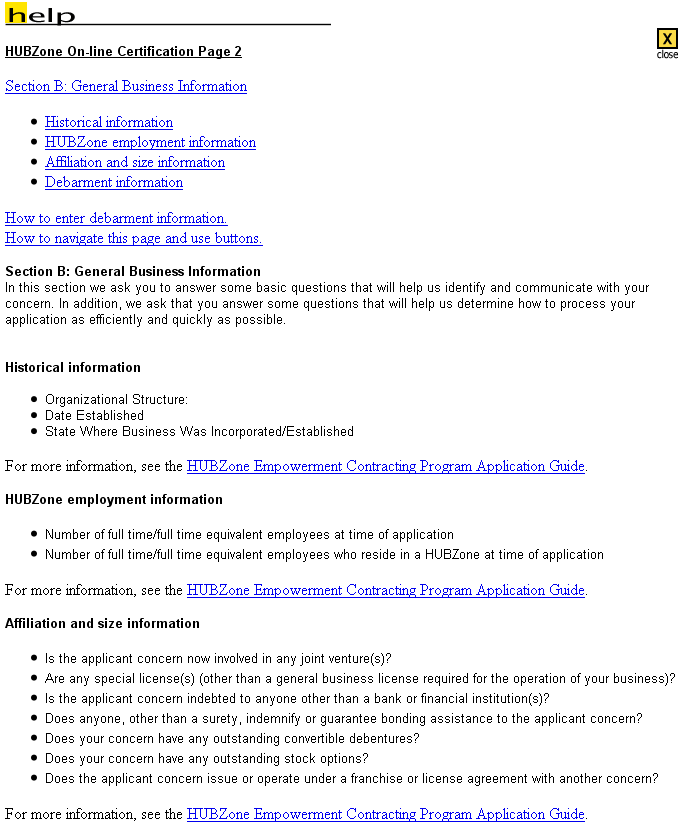 help
X
close
HUBZone On-line Certification Page 2
Section B: General Business Information
• Historical information
• HUBZone employment information
• Affiliation and size information
• Debarment information
How to enter debarment information.
How to navigate this page and use buttons.
Section B: General Business Information
In this section we ask you to answer some basic questions that will help us identify and communicate with your
concern. In addition, we ask that you answer some questions that will help us determine how to process your
application as efficiently and quickly as possible.
Historical information
• Organizational Structure:
• Date Established
• State Where Business Was Incorporated/Established
For more information, see the HUBZone Empowerment Contracting Program Application Guide.
HUBZone employment information
• Number of full time/full time equivalent employees at time of application
• Number of full time/full time equivalent employees who reside in a HUBZone at time of application
For more information, see the HUBZone Empowerment Contracting Program Application Guide.
Affiliation and size information
• Is the applicant concern now involved in any joint venture(s)?
• Are any special license(s) (other than a general business license required for the operation of your business)?
• Is the applicant concern indebted to anyone other than a bank or financial institution(s)?
• Does anyone, other than a surety, indemnify or guarantee bonding assistance to the applicant concern?
• Does your concern have any outstanding convertible debentures?
• Does your concern have any outstanding stock options?
• Does the applicant concern issue or operate under a franchise or license agreement with another concern?
For more information, see the HUBZone Empowerment Contracting Program Application Guide.